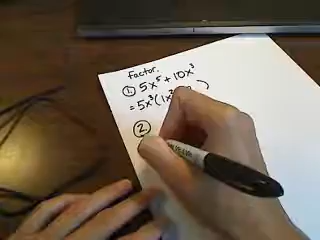 Factor.
① 5x⁵ + 10x³
= 5x³(1x² )
②